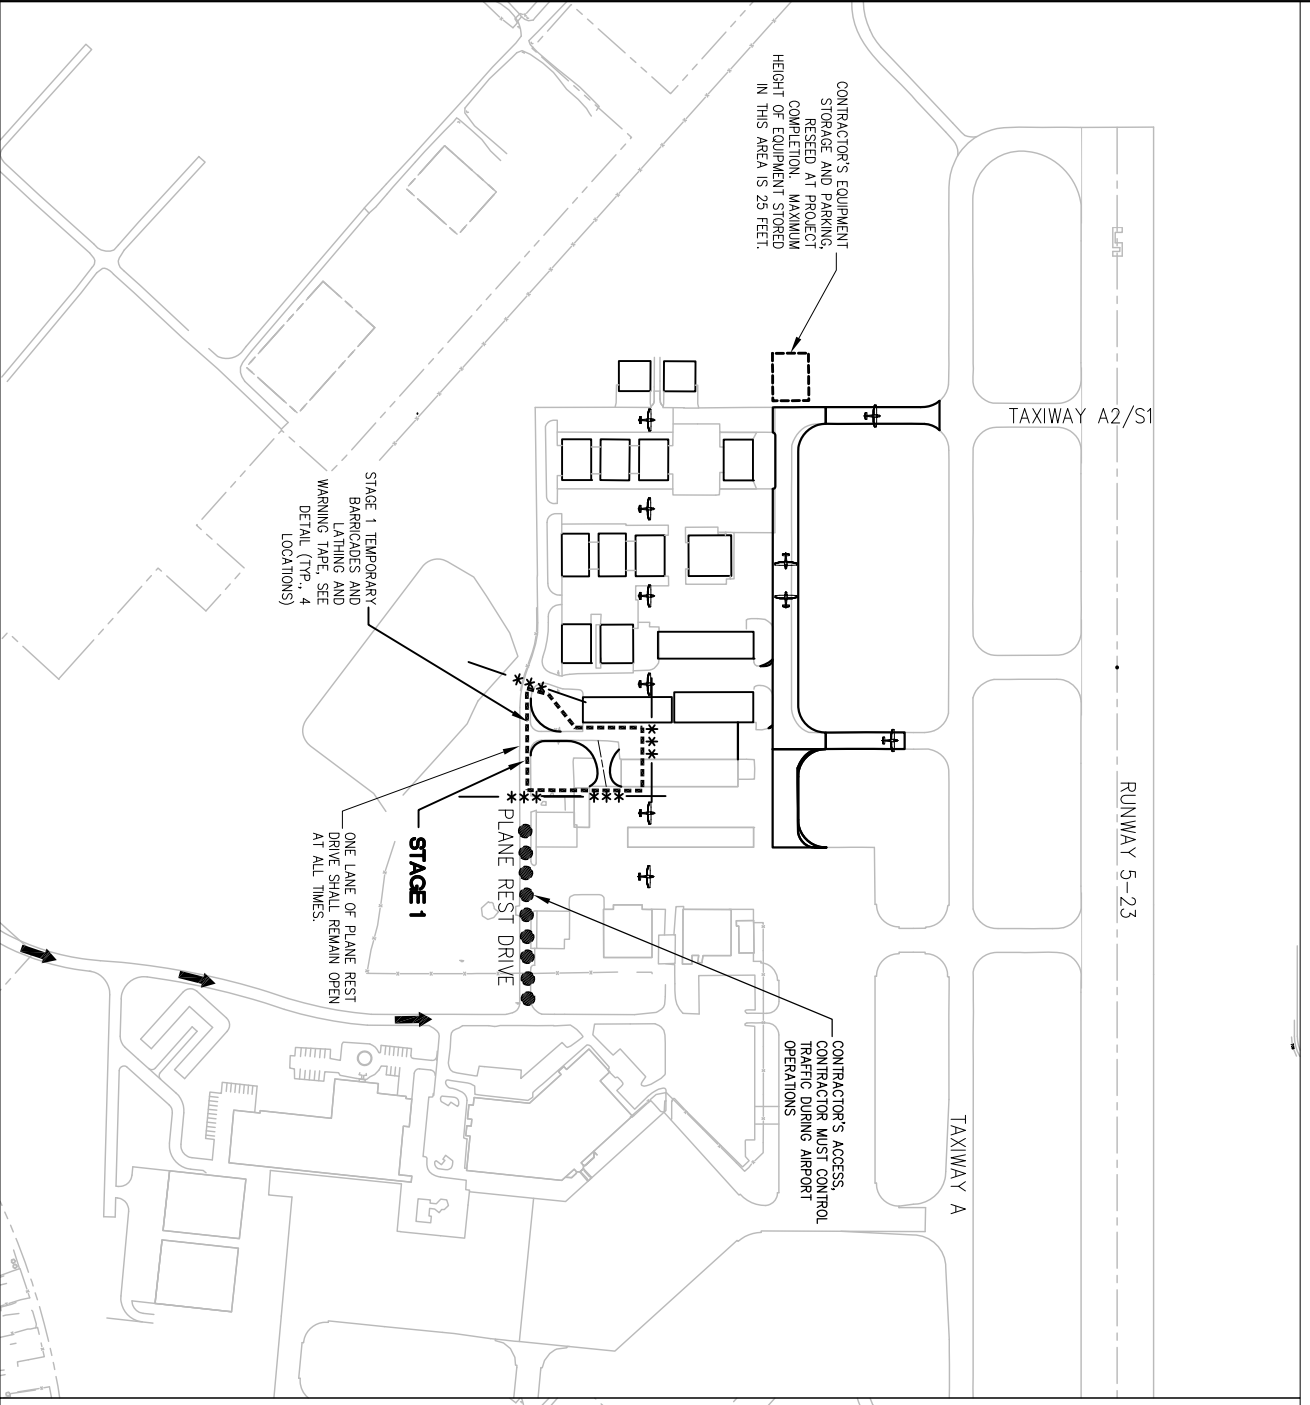 CONTRACTOR'S EQUIPMENT
STORAGE AND PARKING,
RESEED AT PROJECT
COMPLETION. MAXIMUM
HEIGHT OF EQUIPMENT STORED
IN THIS AREA IS 25 FEET.
TAXIWAY A2/S1
RUNWAY 5-23
STAGE 1 TEMPORARY
BARRICADES AND
LATHING AND
WARNING TAPE, SEE
DETAIL (TYP., 4
LOCATIONS)
STAGE 1
PLANE REST DRIVE
ONE LANE OF PLANE REST
DRIVE SHALL REMAIN OPEN
AT ALL TIMES.
CONTRACTOR'S ACCESS,
CONTRACTOR MUST CONTROL
TRAFFIC DURING AIRPORT
OPERATIONS
TAXIWAY A